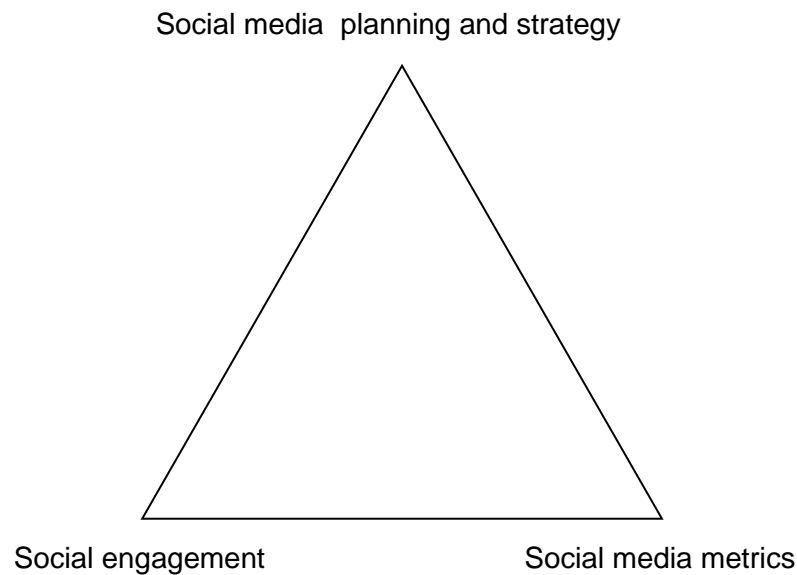 Social media  planning and strategy
Social engagement
Social media metrics